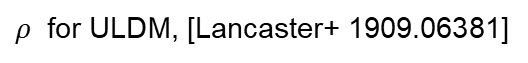 ρ for ULDM, [Lancaster+ 1909.06381]